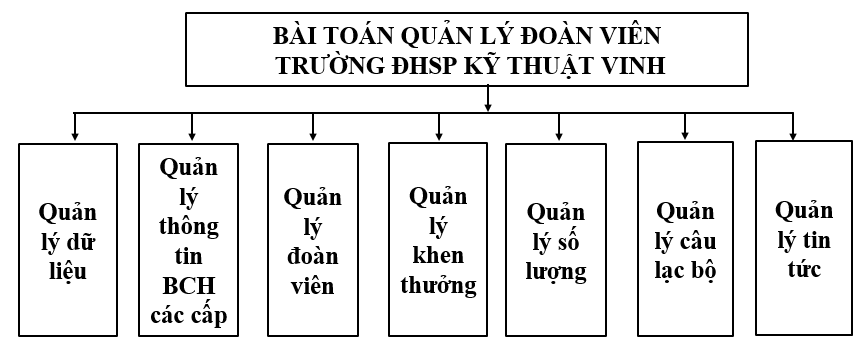 BÀI TOÁN QUẢN LÝ ĐOÀN VIÊN
TRƯỜNG ĐHSP KỸ THUẬT VINH
Quản
lý dữ
liệu
Quản
lý
thông
tin
BCH
các cấp
Quản
lý
đoàn
viên
Quản
lý
khen
thưởng
Quản
lý số
lượng
Quản
lý câu
lạc bộ
Quản
lý tin
tức